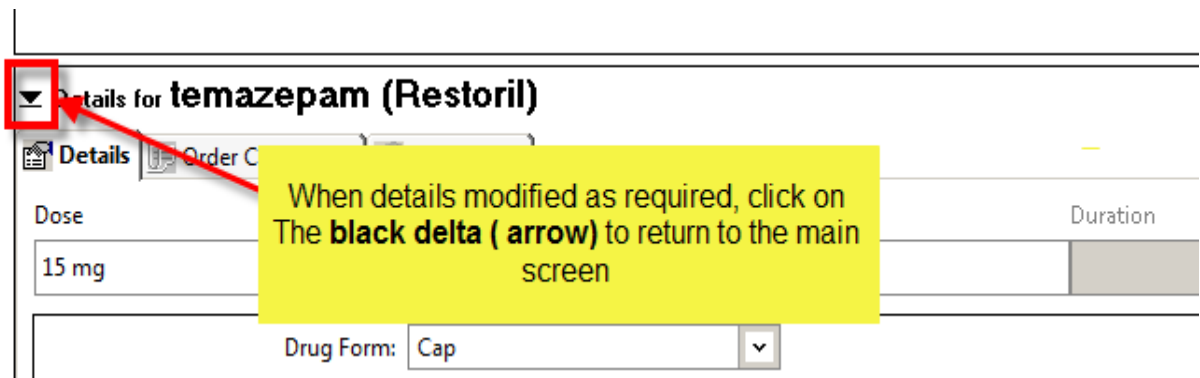 Details for temazepam (Restoril)
Details Order C
When details modified as required, click on
The black delta ( arrow) to return to the main
screen
Dose
Duration
15 mg
Drug Form: Cap